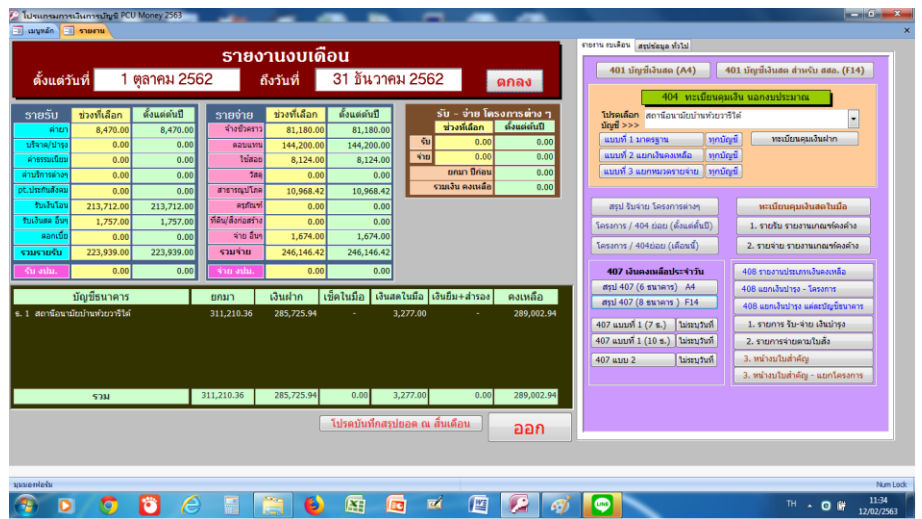 โปรแกรมการเงินการบัญชี PCU Money 2563
เมนูหลัก รายงาน
รายงานงบเดือน
ตั้งแต่วันที่ 1 ตุลาคม 2562 ถึงวันที่ 31 ธันวาคม 2562 ตกลง
รายรับ ช่วงที่เลือก ตั้งแต่ต้นปี
ค่ายา 8,470.00 8,470.00
บริจาค/บำรุง 0.00 0.00
ค่าธรรมเนียม 0.00 0.00
ค่าบริการต่างๆ 0.00 0.00
pt.ประกันสังคม 0.00 0.00
รับเงินโอน 213,712.00 213,712.00
รับเงินสด อื่นๆ 1,757.00 1,757.00
ดอกเบี้ย 0.00 0.00
รวมรายรับ 223,939.00 223,939.00
รับ งปม. 0.00 0.00
รายจ่าย ช่วงที่เลือก ตั้งแต่ต้นปี
จ้างชั่วคราว 81,180.00 81,180.00
ตอบแทน 144,200.00 144,200.00
ใช้สอย 8,124.00 8,124.00
วัสดุ 0.00 0.00
สาธารณูปโภค 10,968.42 10,968.42
ครุภัณฑ์ 0.00 0.00
ที่ดิน/สิ่งก่อสร้าง 0.00 0.00
จ่าย อื่นๆ 1,674.00 1,674.00
รวมจ่าย 246,146.42 246,146.42
จ่าย งปม. 0.00 0.00
รับ - จ่าย โครงการต่าง ๆ
ช่วงที่เลือก ตั้งแต่ต้นปี
รับ 0.00 0.00
จ่าย 0.00 0.00
ยกมา ปีก่อน 0.00
รวมเงิน คงเหลือ 0.00
บัญชีธนาคาร ยกมา เงินฝาก เช็คในมือ เงินสดในมือ เงินยืม+สำรอง คงเหลือ
ธ. 1 สถานีอนามัยบ้านห้วยวารีใต้ 311,210.36 285,725.94 - 3,277.00 - 289,002.94
รวม 311,210.36 285,725.94 0.00 3,277.00 0.00 289,002.94
โปรดบันทึกสรุปยอด ณ สิ้นเดือน ออก
รายงาน งบเดือน สรุปข้อมูล ทั่วไป
401 บัญชีเงินสด (A4) 401 บัญชีเงินสด สำหรับ สตอ. (F14)
404 ทะเบียนคุมเงิน นอกงบประมาณ
โปรดเลือก สถานีอนามัยบ้านห้วยวารีใต้
บัญชี >>>
แบบที่ 1 มาตรฐาน ทุกบัญชี ทะเบียนคุมเงินฝาก
แบบที่ 2 แยกเงินคงเหลือ ทุกบัญชี
แบบที่ 3 แยกหมวดรายจ่าย ทุกบัญชี
สรุป รับจ่าย โครงการต่างๆ ทะเบียนคุมเงินสดในมือ
โครงการ / 404 ย่อย (ตั้งแต่ต้นปี) 1. รายรับ รายงานเกณฑ์คงค้าง
โครงการ / 404ย่อย (เดือนนี้) 2. รายจ่าย รายงานเกณฑ์คงค้าง
407 เงินคงเหลือประจำวัน 408 รายงานประเภทเงินคงเหลือ
สรุป 407 (6 ธนาคาร) A4 408 แยกเงินบำรุง - โครงการ
สรุป 407 (8 ธนาคาร ) F14 408 แยกเงินบำรุง แต่ละบัญชีธนาคาร
407 แบบที่ 1 (7 ธ.) ไม่ระบุวันที่ 1. รายการ รับ-จ่าย เงินบำรุง
407 แบบที่ 1 (10 ธ.) ไม่ระบุวันที่ 2. รายการจ่ายตามใบสั่ง
407 แบบ 2 ไม่ระบุวันที่ 3. หน้างบใบสำคัญ
3. หน้างบใบสำคัญ - แยกโครงการ
มุมมองฟอร์ม Num Lock
TH 11:34
12/02/2563